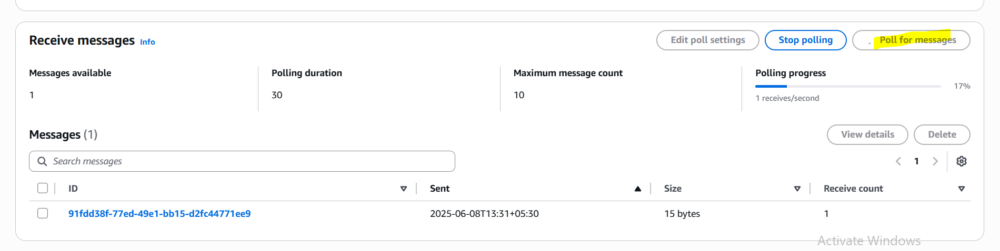 Receive messages Info
Edit poll settings
Stop polling
Poll for messages
Messages available
1
Polling duration
30
Maximum message count
10
Polling progress
17%
1 receives/second
Messages (1)
View details
Delete
Search messages
1
ID
Sent
Size
Receive count
91fdd38f-77ed-49e1-bb15-d2fc44771ee9
2025-06-08T13:31+05:30
15 bytes
1
Activate Windows